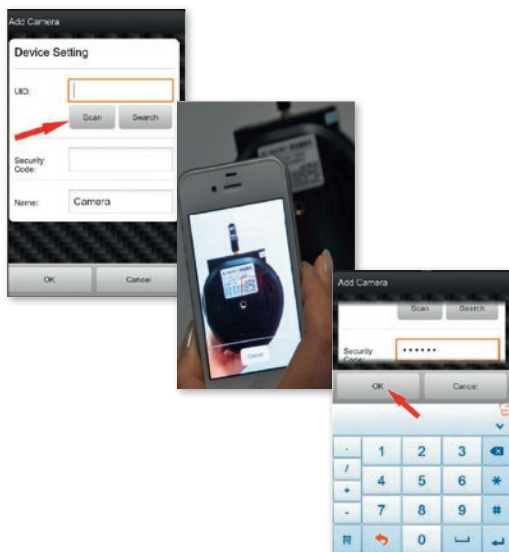 Add Camera
Device Setting
UID:
Scan Search
Security
Code:
Name: Camera
OK Cancel
Cancel
Add Camera
Scan Search
Security
Code:
••••••
OK Cancel
. 1 2 3
/ 4 5 6 *
+
- 7 8 9 #
符 0